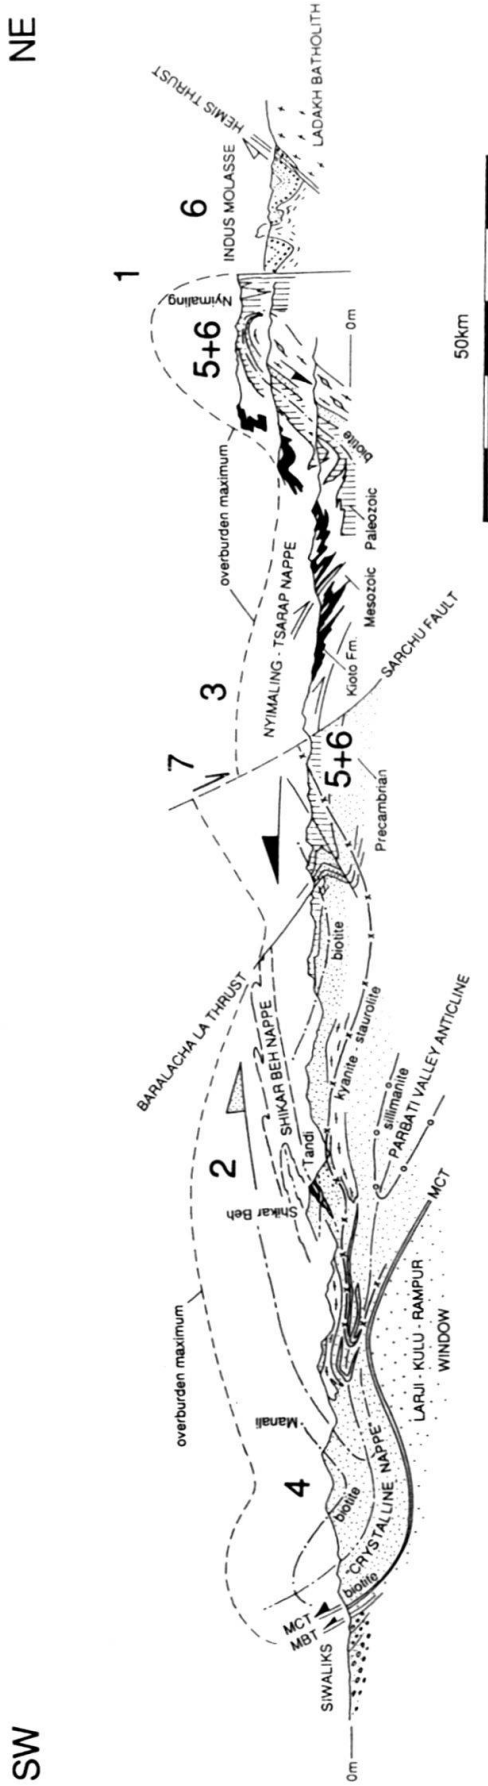 SW
NE
overburden maximum
2
BARALACHA LA THRUST
7
3
overburden maximum
1
5+6
6
HEMIS THRUST
INDUS MOLASSE
LADAKH BATHOLITH
Nyimaling
NYIMALING - TSARAP NAPPE
SHIKAR BEH NAPPE
Shikar Beh
Tandi
Manali
4
MCT
MBT
SIWALIKS
0m
biotite
biotite
CRYSTALLINE NAPPE
LARJI - KULU - RAMPUR
WINDOW
MCT
PARBATI VALLEY ANTICLINE
sillimanite
kyanite - staurolite
biotite
Precambrian
5+6
SARCHU FAULT
Kioto Fm.
Mesozoic
Paleozoic
biotite
0m
50km